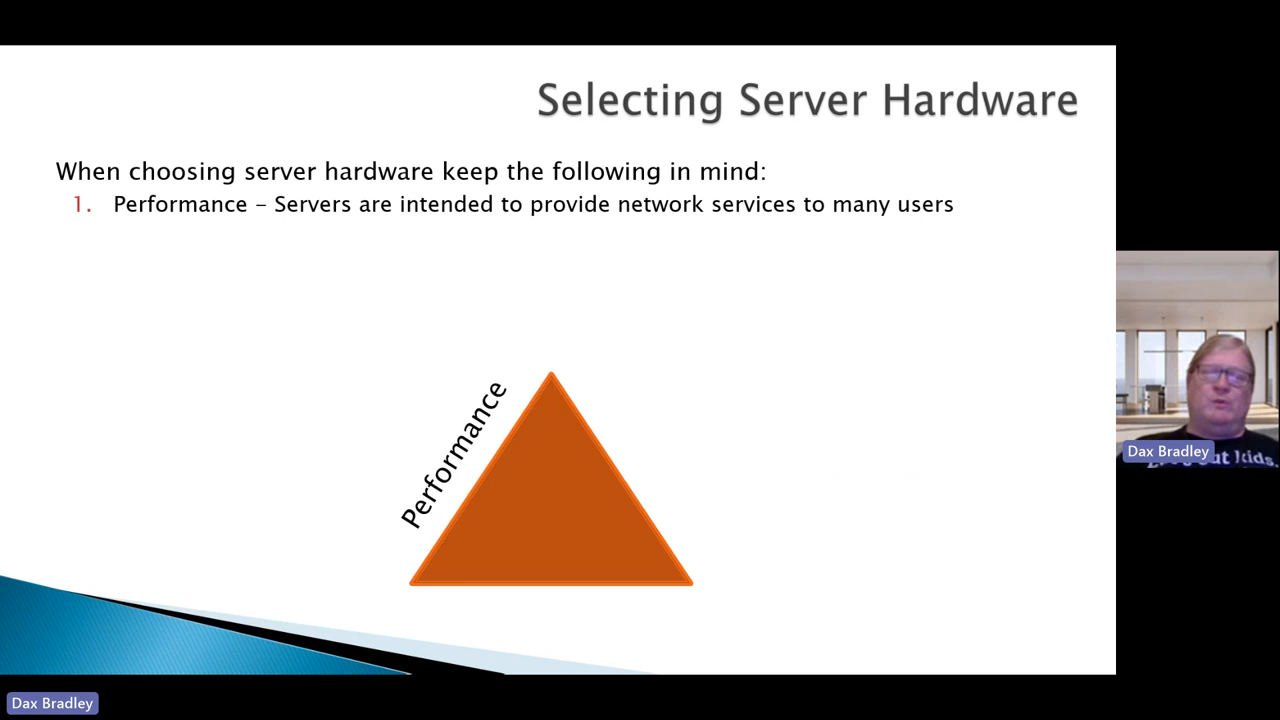 Selecting Server Hardware
When choosing server hardware keep the following in mind:
1. Performance – Servers are intended to provide network services to many users
Performance
Dax Bradley
Dax Bradley